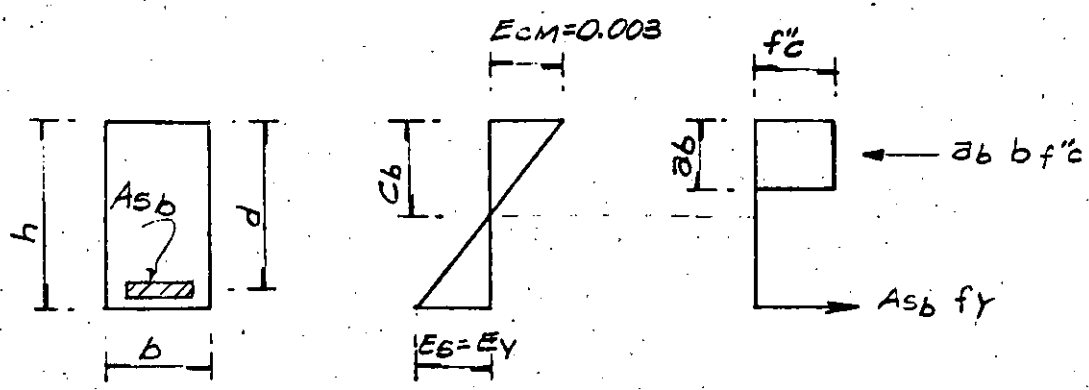 Ecm=0.003
f"c
h
Asb
d
b
cb
Es=Ey
ab
ab b f"c
Asb fy